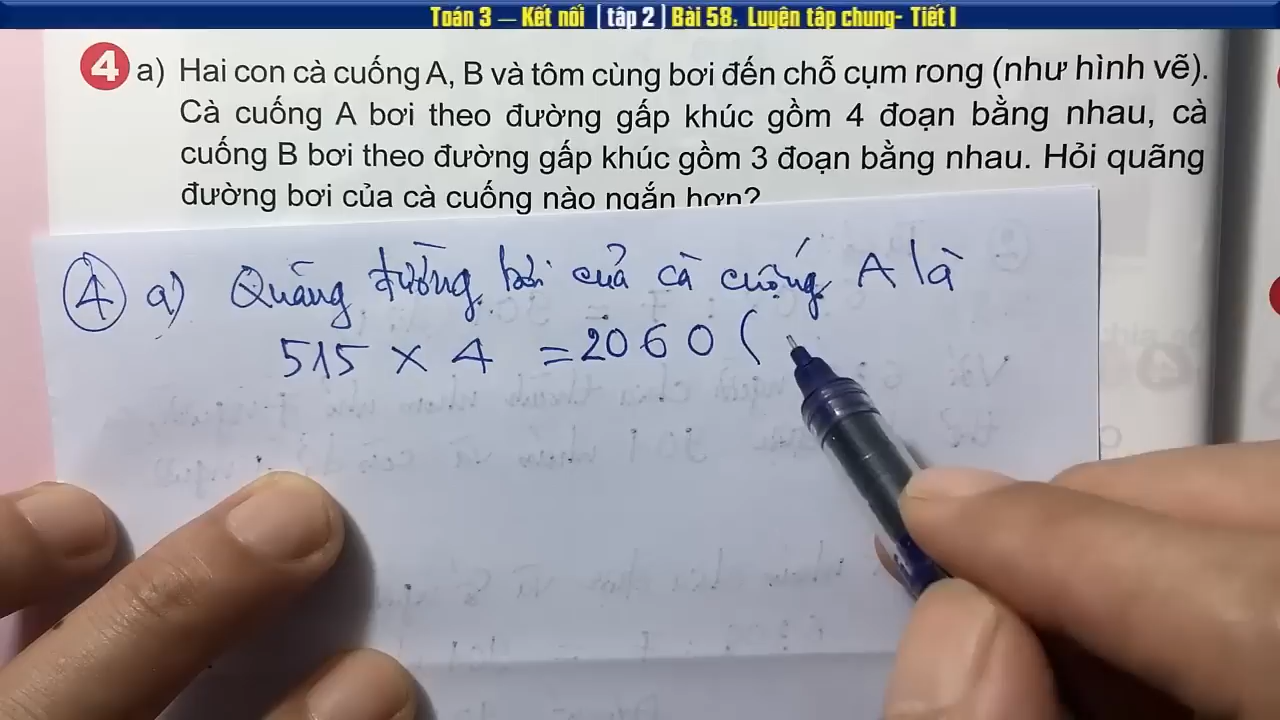 Toán 3 – Kết nối (tập 2) Bài 58: Luyện tập chung- Tiết 1
4 a) Hai con cà cuống A, B và tôm cùng bơi đến chỗ cụm rong (như hình vẽ).
Cà cuống A bơi theo đường gấp khúc gồm 4 đoạn bằng nhau, cà
cuống B bơi theo đường gấp khúc gồm 3 đoạn bằng nhau. Hỏi quãng
đường bơi của cà cuống nào ngắn hơn?
4 a) Quãng đường bơi của cà cuống A là
515 × 4 = 2060 (